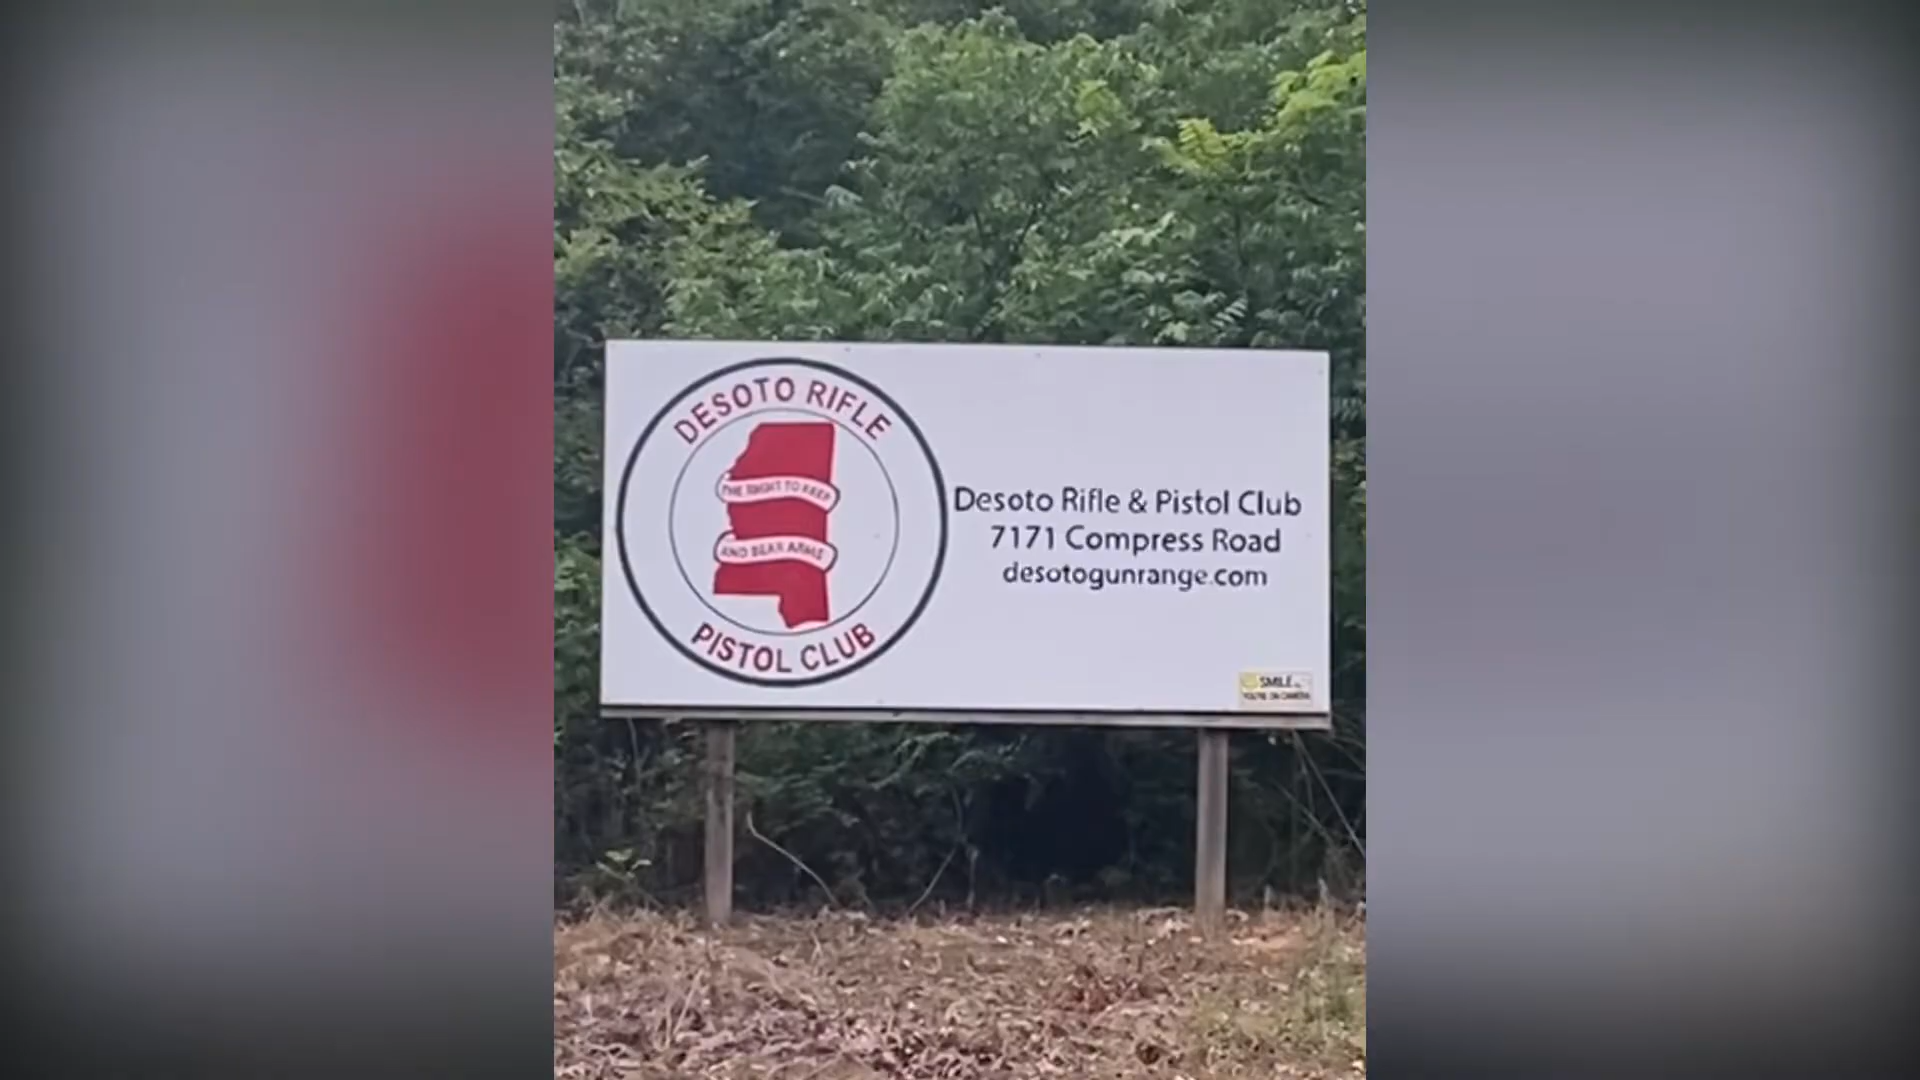 DESOTO RIFLE
THE RIGHT TO KEEP
AND BEAR ARMS
PISTOL CLUB
Desoto Rifle & Pistol Club
7171 Compress Road
desotogunrange.com
SMILE
YOU'RE ON CAMERA